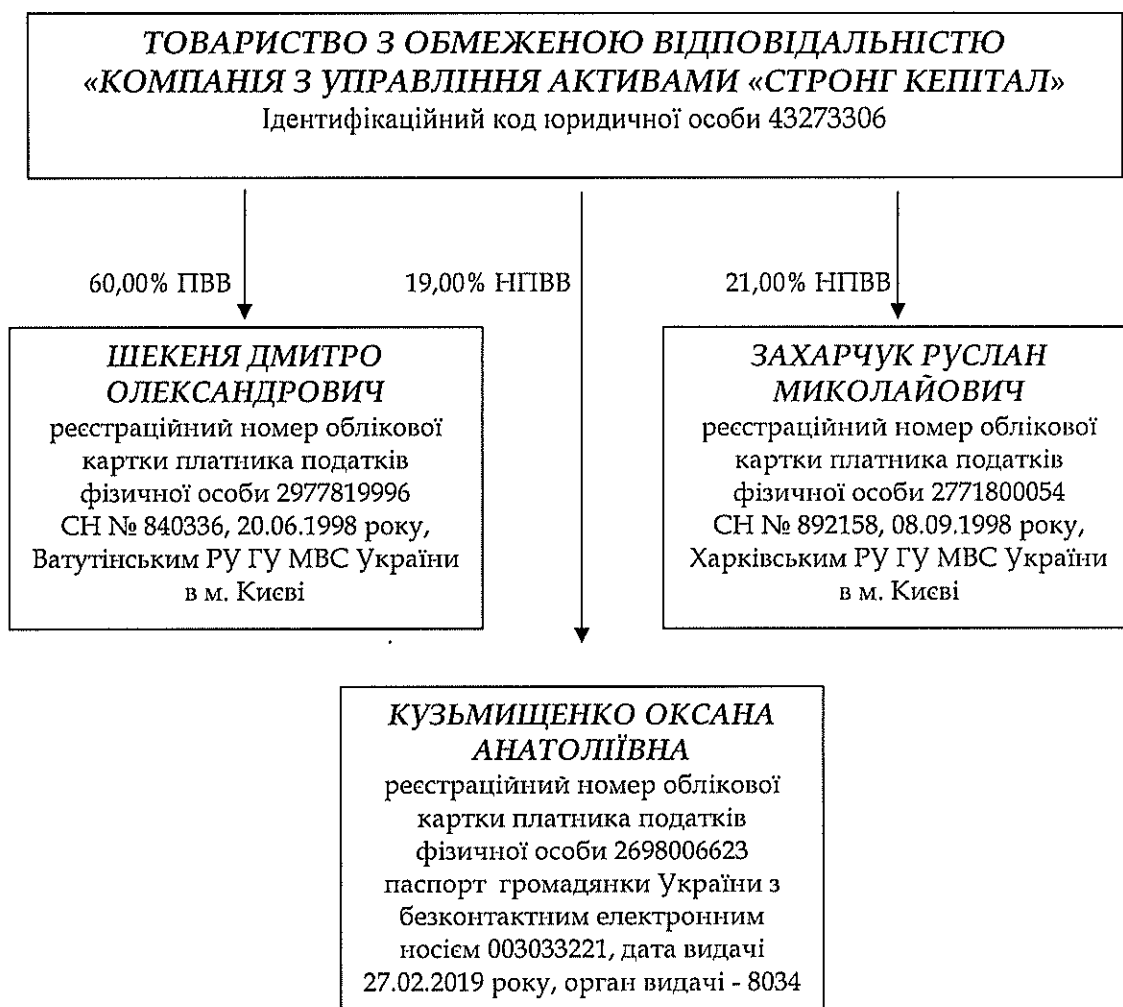 ТОВАРИСТВО З ОБМЕЖЕНОЮ ВІДПОВІДАЛЬНІСТЮ
«КОМПАНІЯ З УПРАВЛІННЯ АКТИВАМИ «СТРОНГ КЕПІТАЛ»
Ідентифікаційний код юридичної особи 43273306
60,00% ПВВ
19,00% НПВВ
21,00% НПВВ
ШЕКЕНЯ ДМИТРО
ОЛЕКСАНДРОВИЧ
реєстраційний номер облікової
картки платника податків
фізичної особи 2977819996
СН № 840336, 20.06.1998 року,
Ватутінським РУ ГУ МВС України
в м. Києві
ЗАХАРЧУК РУСЛАН
МИКОЛАЙОВИЧ
реєстраційний номер облікової
картки платника податків
фізичної особи 2771800054
СН № 892158, 08.09.1998 року,
Харківським РУ ГУ МВС України
в м. Києві
КУЗЬМИЩЕНКО ОКСАНА
АНАТОЛІЇВНА
реєстраційний номер облікової
картки платника податків
фізичної особи 2698006623
паспорт громадянки України з
безконтактним електронним
носієм 003033221, дата видачі
27.02.2019 року, орган видачі - 8034